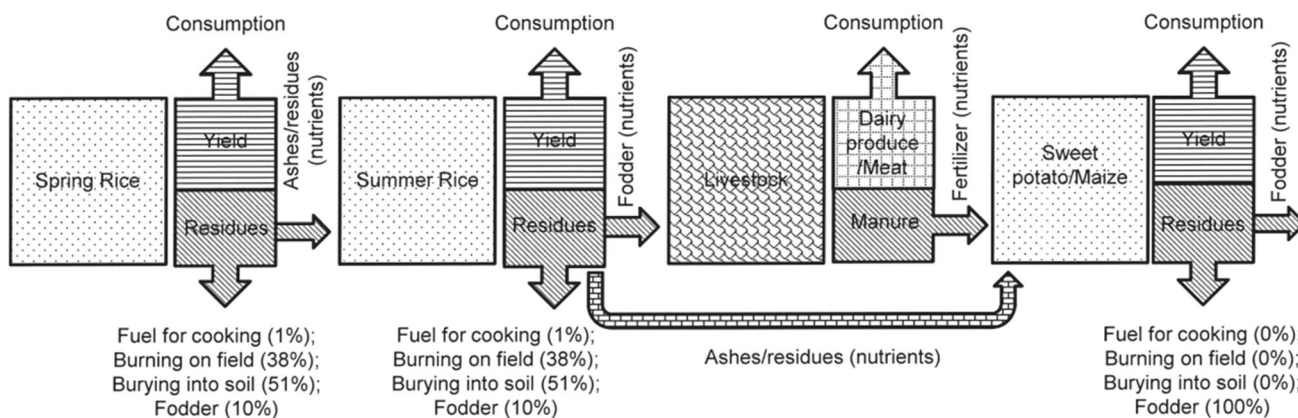 Consumption
Spring Rice
Yield
Residues
Ashes/residues
(nutrients)
Fuel for cooking (1%);
Burning on field (38%);
Burying into soil (51%);
Fodder (10%)
Consumption
Summer Rice
Yield
Residues
Fodder (nutrients)
Fuel for cooking (1%);
Burning on field (38%);
Burying into soil (51%);
Fodder (10%)
Consumption
Livestock
Dairy
produce
/Meat
Manure
Fertilizer (nutrients)
Ashes/residues (nutrients)
Consumption
Sweet
potato/Maize
Yield
Residues
Fodder (nutrients)
Fuel for cooking (0%);
Burning on field (0%);
Burying into soil (0%);
Fodder (100%)